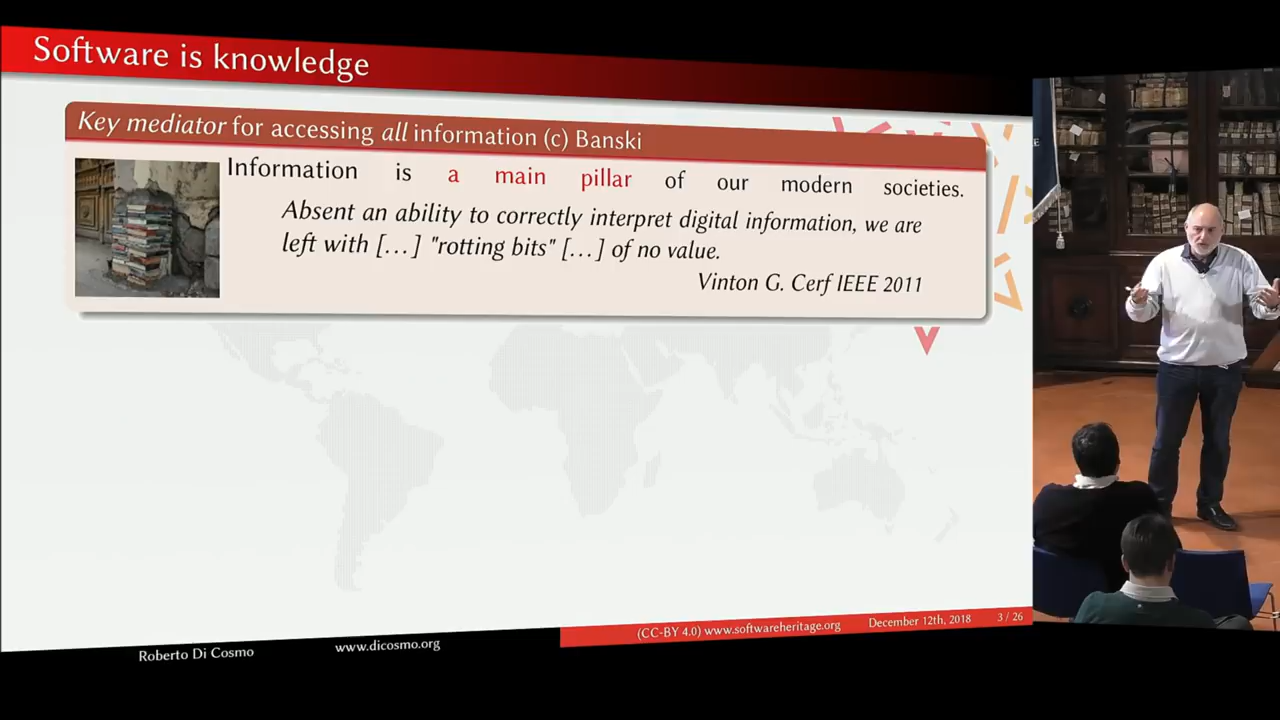 Software is knowledge
Key mediator for accessing all information (c) Banski
Information is a main pillar of our modern societies.
Absent an ability to correctly interpret digital information, we are
left with […] "rotting bits" […] of no value.
Vinton G. Cerf IEEE 2011
Roberto Di Cosmo
www.dicosmo.org
(CC-BY 4.0) www.softwareheritage.org
December 12th, 2018
3 / 26